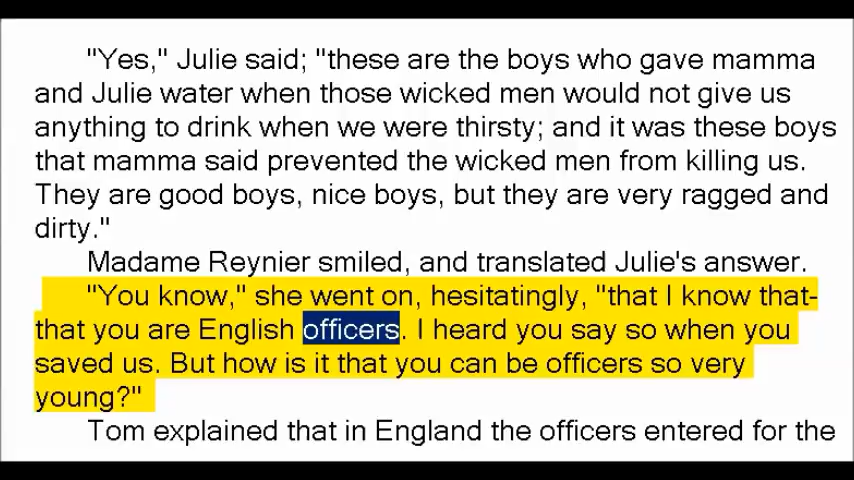 "Yes," Julie said; "these are the boys who gave mamma
and Julie water when those wicked men would not give us
anything to drink when we were thirsty; and it was these boys
that mamma said prevented the wicked men from killing us.
They are good boys, nice boys, but they are very ragged and
dirty."
Madame Reynier smiled, and translated Julie's answer.
"You know," she went on, hesitatingly, "that I know that-
that you are English officers. I heard you say so when you
saved us. But how is it that you can be officers so very
young?"
Tom explained that in England the officers entered for the